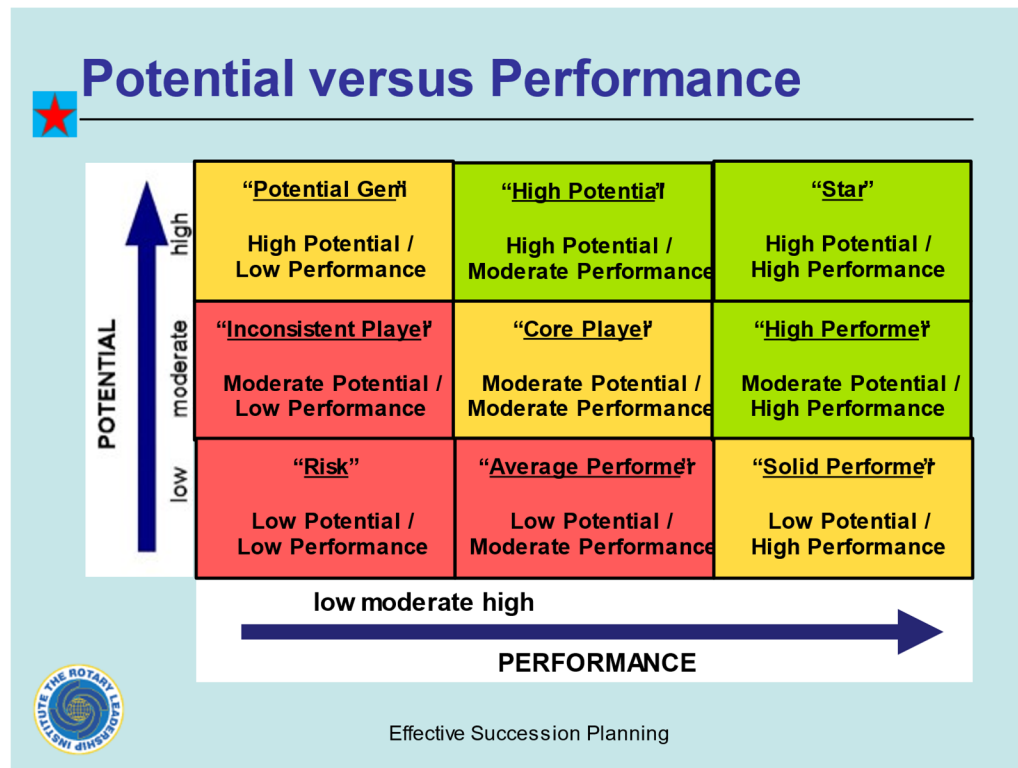 Potential versus Performance
“Potential Gem”
High Potential /
Low Performance
“High Potential”
High Potential /
Moderate Performance
“Star”
High Potential /
High Performance
“Inconsistent Player”
Moderate Potential /
Low Performance
“Core Player”
Moderate Potential /
Moderate Performance
“High Performer”
Moderate Potential /
High Performance
“Risk”
Low Potential /
Low Performance
“Average Performer”
Low Potential /
Moderate Performance
“Solid Performer”
Low Potential /
High Performance
POTENTIAL
high
moderate
low
low moderate high
PERFORMANCE
THE ROTARY LEADERSHIP INSTITUTE
Effective Succession Planning